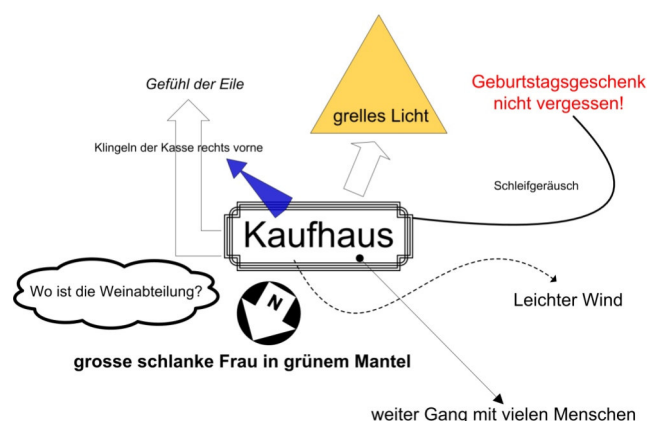 Gefühl der Eile
grelles Licht
Geburtstagsgeschenk
nicht vergessen!
Klingeln der Kasse rechts vorne
Schleifgeräusch
Kaufhaus
Wo ist die Weinabteilung?
N
Leichter Wind
grosse schlanke Frau in grünem Mantel
weiter Gang mit vielen Menschen